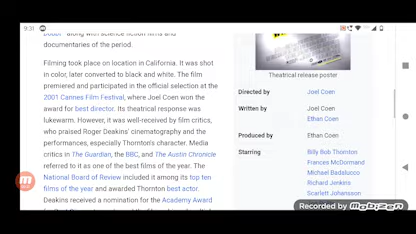 9:31
along with science fiction films and
documentaries of the period.
Filming took place on location in California. It was shot
in color, later converted to black and white. The film
premiered and participated in the official selection at the
2001 Cannes Film Festival, where Joel Coen won the
award for best director. Its theatrical response was
lukewarm. However, it was well-received by film critics,
who praised Roger Deakins' cinematography and the
performances, especially Thornton's character. Media
critics in The Guardian, the BBC, and The Austin Chronicle
referred to it as one of the best films of the year. The
National Board of Review included it among its top ten
films of the year and awarded Thornton best actor.
Deakins received a nomination for the Academy Award
Theatrical release poster
Directed by Joel Coen
Written by Joel Coen
Ethan Coen
Produced by Ethan Coen
Starring Billy Bob Thornton
Frances McDormand
Michael Badalucco
Richard Jenkins
Scarlett Johansson
Recorded by mobizen